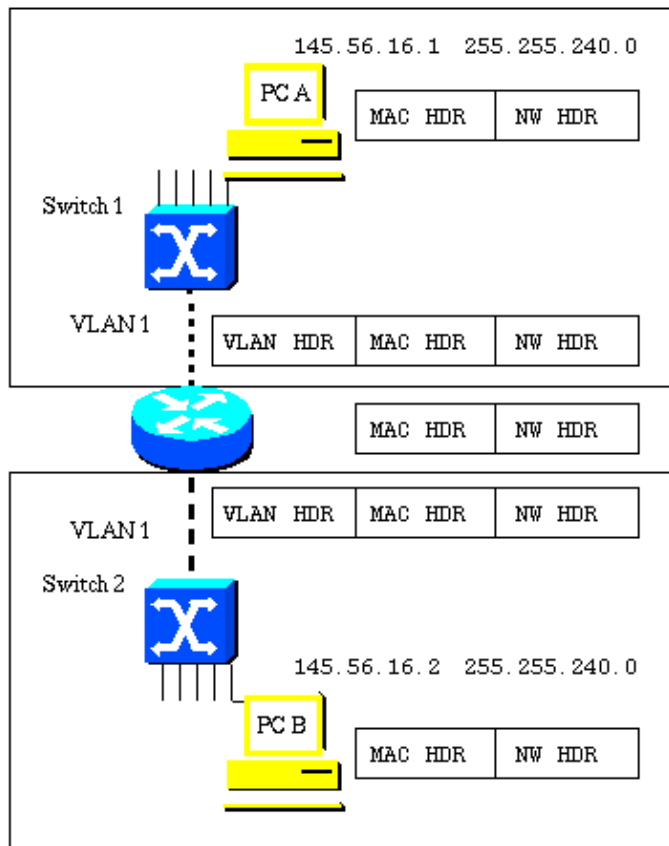 145.56.16.1 255.255.240.0
PC A
MAC HDR NW HDR
Switch 1
VLAN 1
VLAN HDR MAC HDR NW HDR
MAC HDR NW HDR
VLAN HDR MAC HDR NW HDR
VLAN 1
Switch 2
145.56.16.2 255.255.240.0
PC B
MAC HDR NW HDR